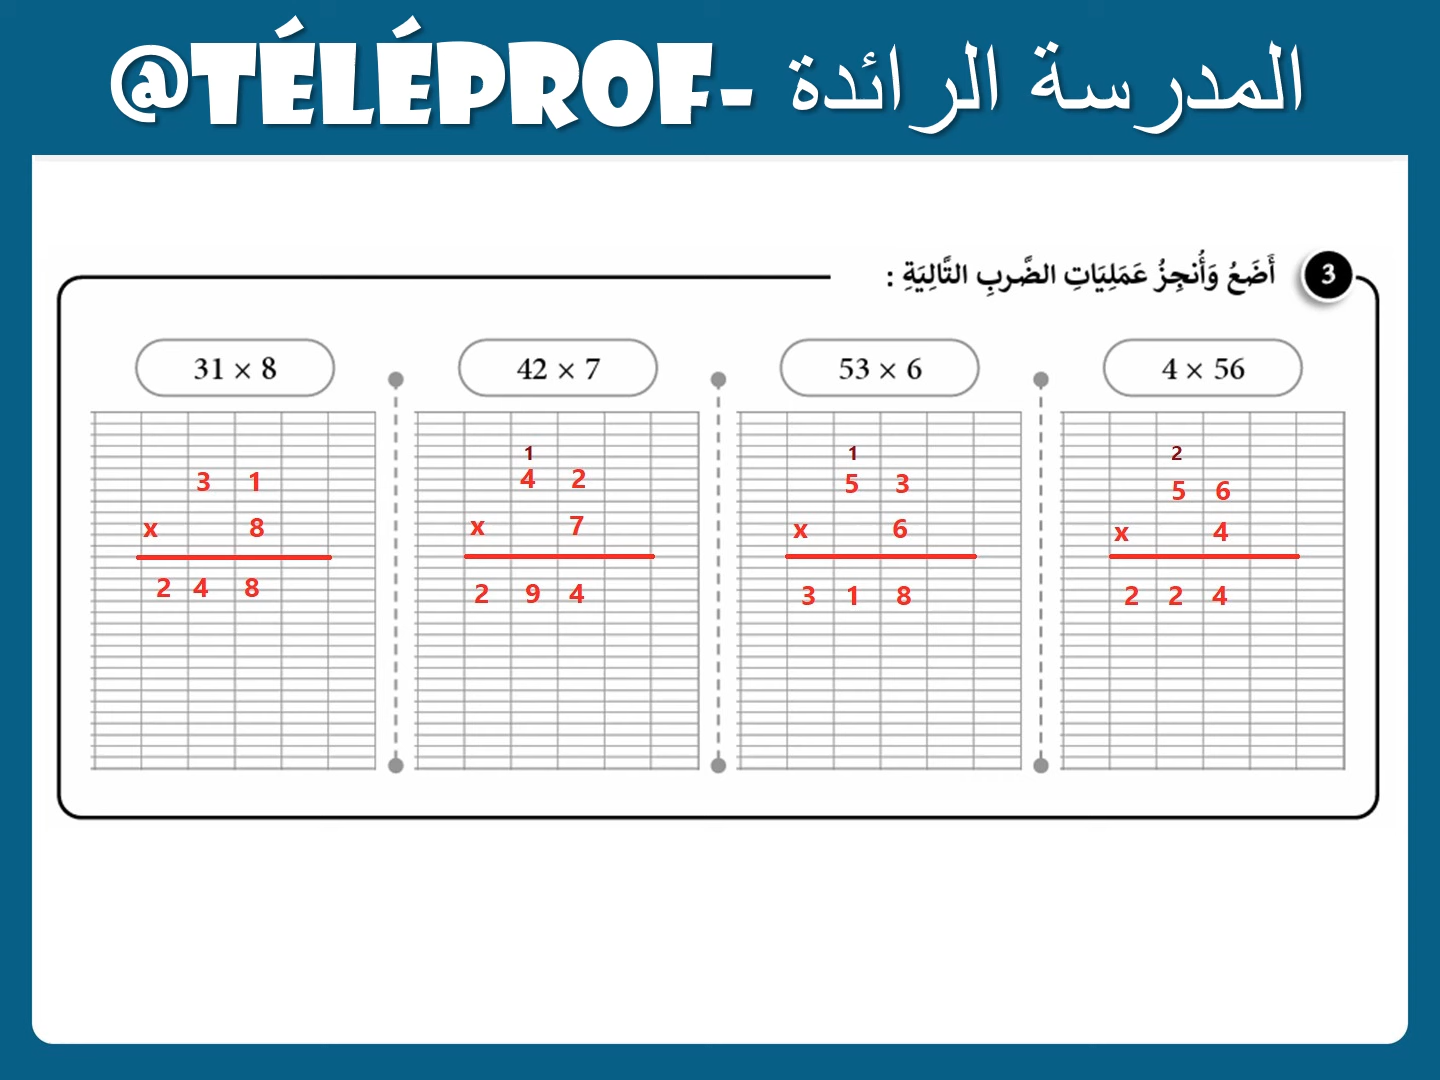 @TÉLÉPROF- المدرسة الرائدة
3 أَضَعُ وَأُنجِزُ عَمَلِيَاتِ الضَّربِ التَّالِيَةِ :
31 × 8
42 × 7
53 × 6
4 × 56
3 1
x 8
2 4 8
1
4 2
x 7
2 9 4
1
5 3
x 6
3 1 8
2
5 6
x 4
2 2 4